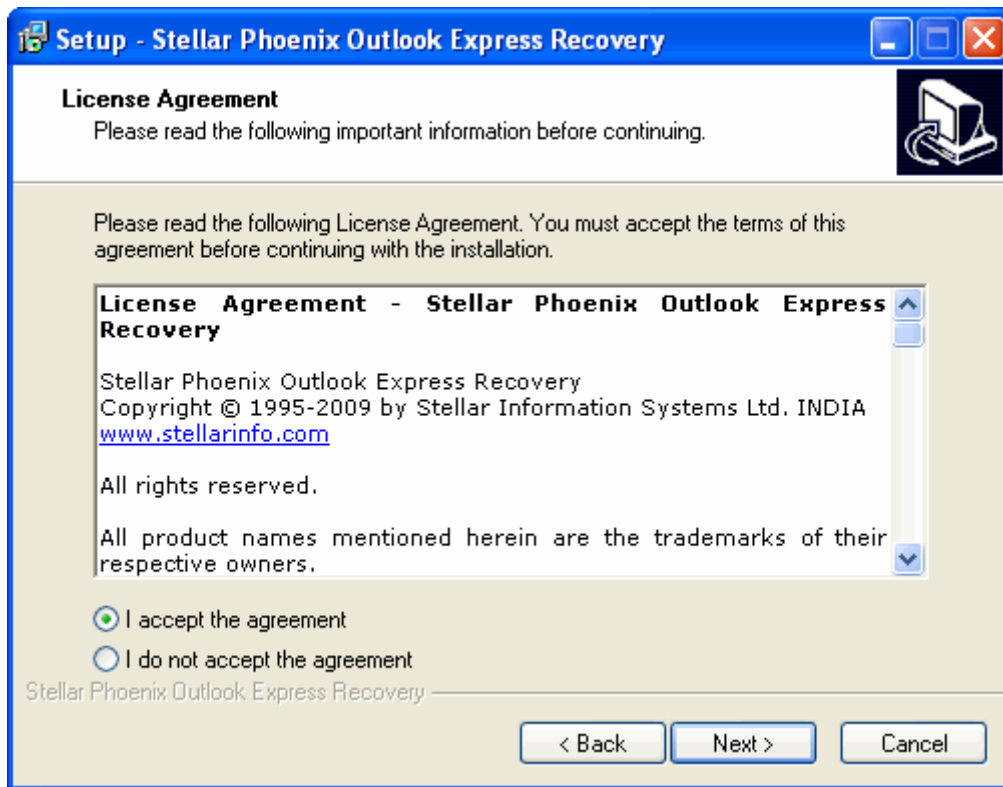 Setup - Stellar Phoenix Outlook Express Recovery
License Agreement
Please read the following important information before continuing.
Please read the following License Agreement. You must accept the terms of this
agreement before continuing with the installation.
License Agreement - Stellar Phoenix Outlook Express
Recovery
Stellar Phoenix Outlook Express Recovery
Copyright © 1995-2009 by Stellar Information Systems Ltd. INDIA
www.stellarinfo.com
All rights reserved.
All product names mentioned herein are the trademarks of their
respective owners.
I accept the agreement
I do not accept the agreement
Stellar Phoenix Outlook Express Recovery
< Back Next > Cancel